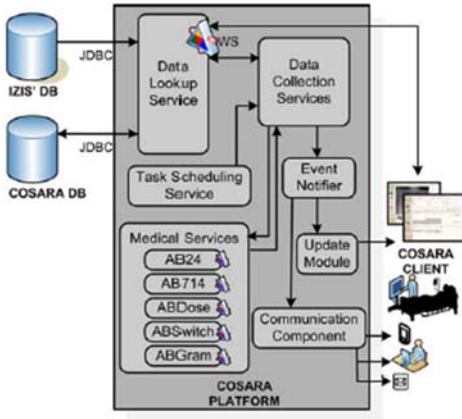 IZIS' DB
JDBC
COSARA DB
JDBC
Data
Lookup
Service
WS
Data
Collection
Services
Task Scheduling
Service
Event
Notifier
Medical Services
AB24
AB714
ABDose
ABSwitch
ABGram
Update
Module
Communication
Component
COSARA
CLIENT
COSARA
PLATFORM